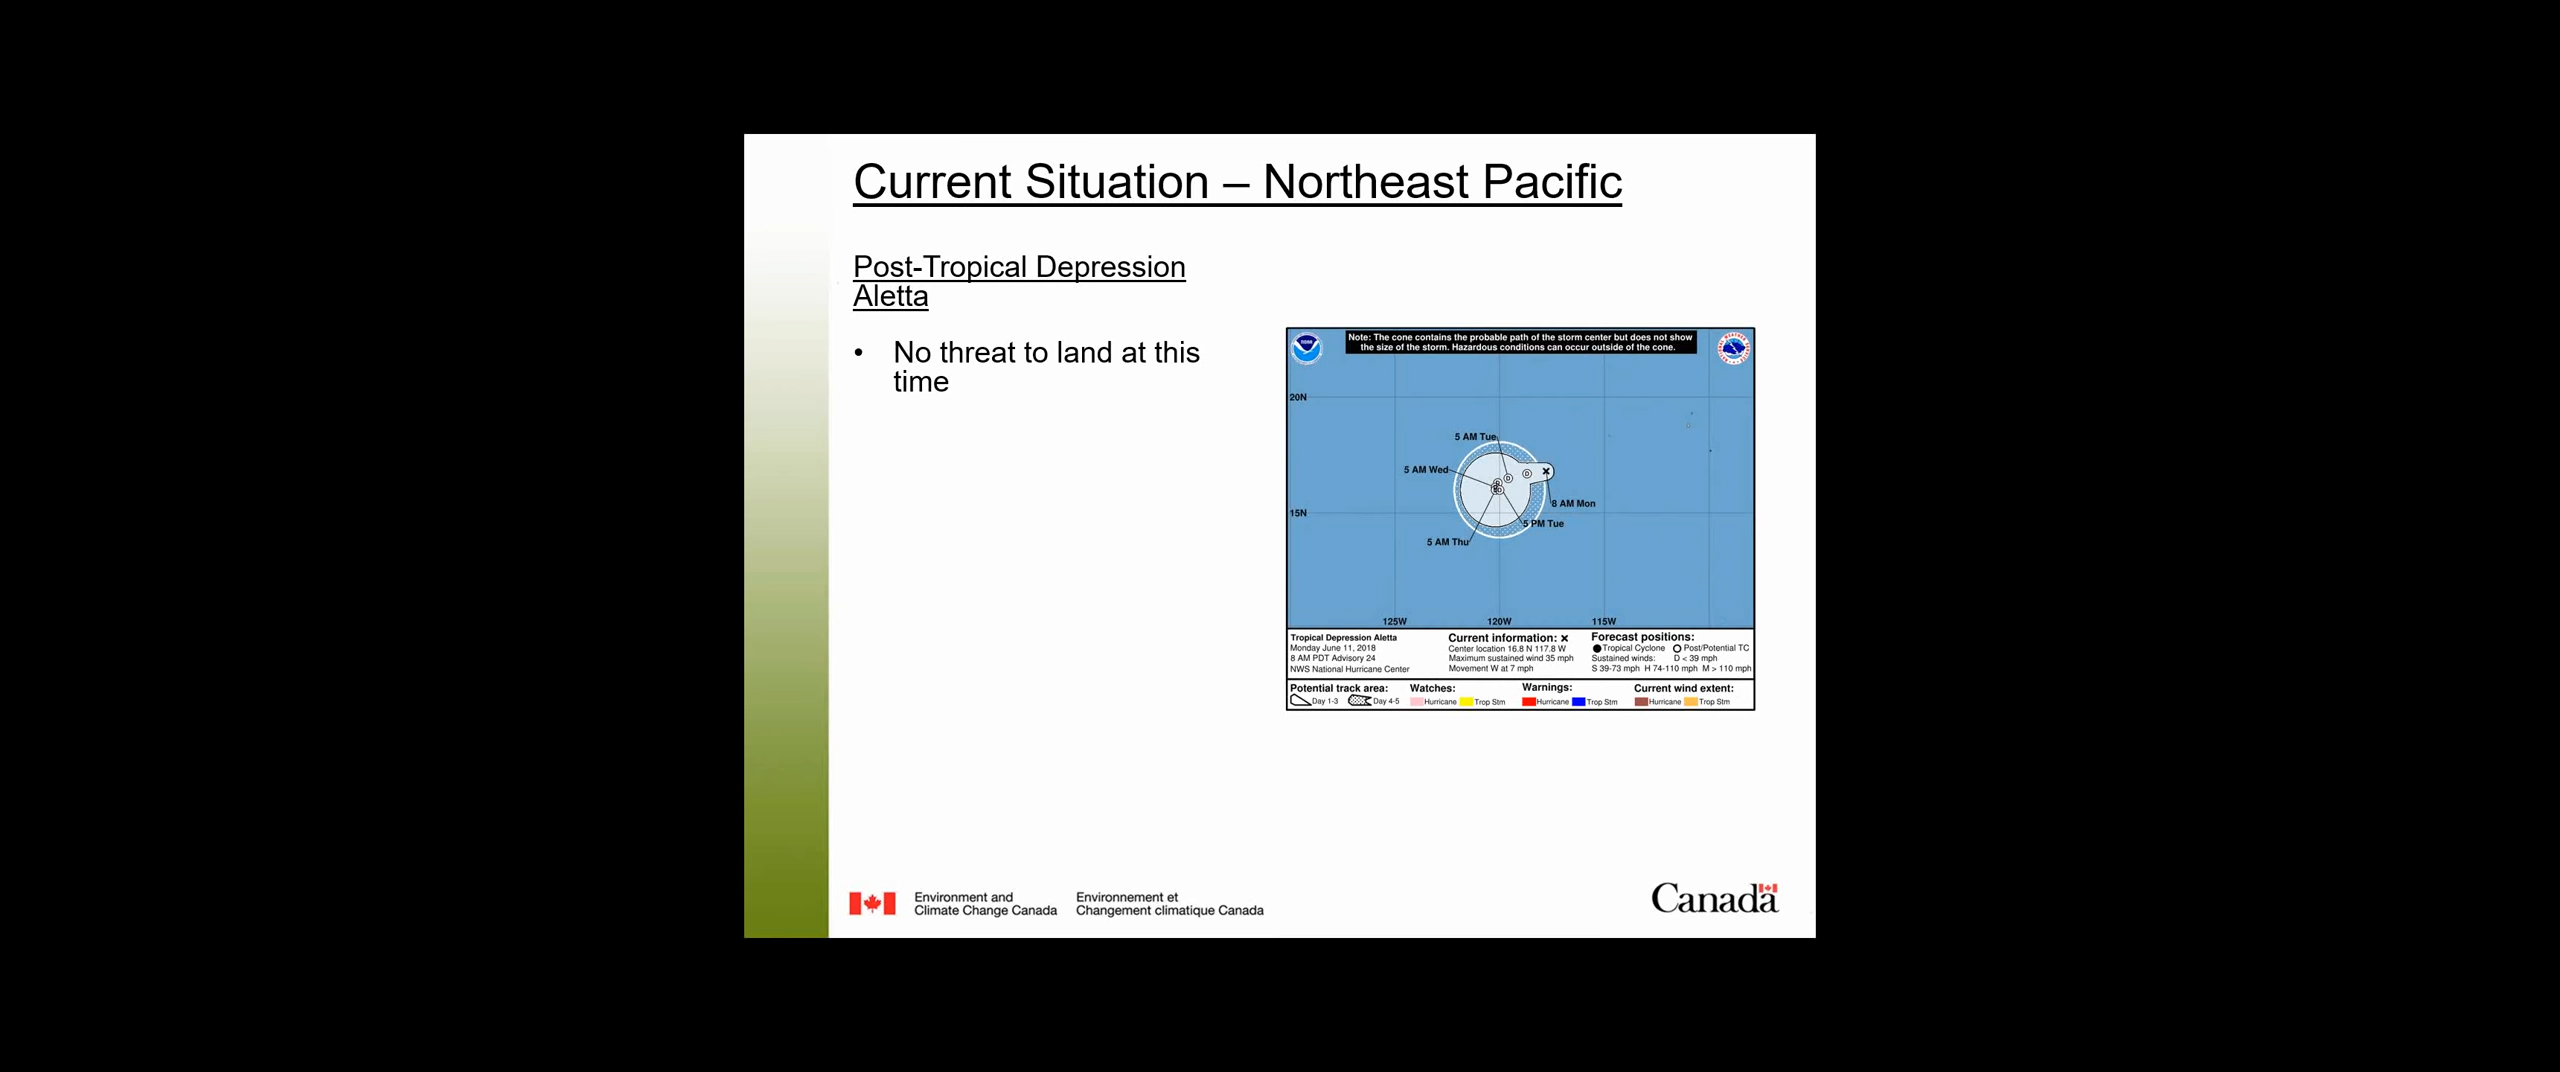 Current Situation – Northeast Pacific
Post-Tropical Depression
Aletta
• No threat to land at this
time
Note: The cone contains the probable path of the storm center but does not show
the size of the storm. Hazardous conditions can occur outside of the cone.
20N
5 AM Tue
5 AM Wed
D
D
8 AM Mon
15N
5 PM Tue
5 AM Thu
125W
120W
115W
Tropical Depression Aletta
Monday June 11, 2018
8 AM PDT Advisory 24
NWS National Hurricane Center
Current information: x
Center location 16.8 N 117.8 W
Maximum sustained wind 35 mph
Movement W at 7 mph
Forecast positions:
Tropical Cyclone Post/Potential TC
Sustained winds: D < 39 mph
S 39-73 mph H 74-110 mph M > 110 mph
Potential track area:
Day 1-3 Day 4-5
Watches:
Hurricane Trop Stm
Warnings:
Hurricane Trop Stm
Current wind extent:
Hurricane Trop Stm
Environment and
Climate Change Canada
Environnement et
Changement climatique Canada
Canada